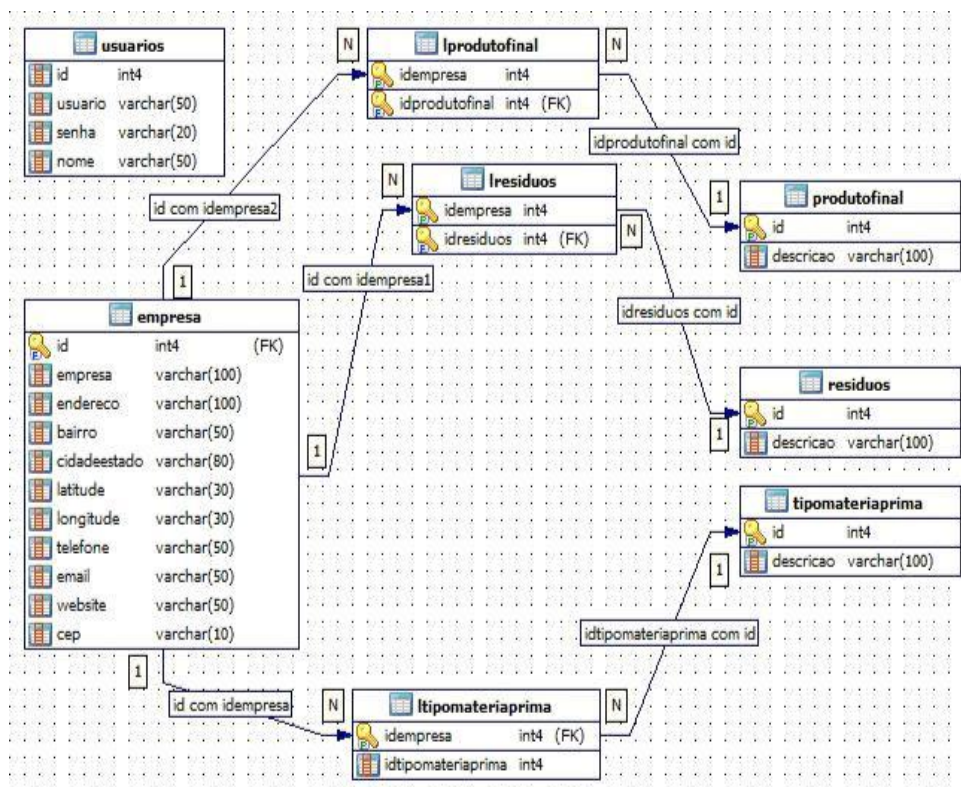 usuarios
id int4
usuario varchar(50)
senha varchar(20)
nome varchar(50)
N
lprodutofinal
idempresa int4
idprodutofinal int4 (FK)
N
idprodutofinal com id
id com idempresa2
1
N
lresiduos
idempresa int4
idresiduos int4 (FK)
N
id com idempresa1
1
idresiduos com id
1
produtofinal
id int4
descricao varchar(100)
empresa
id int4 (FK)
empresa varchar(100)
endereco varchar(100)
bairro varchar(50)
cidadeestado varchar(80)
latitude varchar(30)
longitude varchar(30)
telefone varchar(50)
email varchar(50)
website varchar(50)
cep varchar(10)
1
residuos
id int4
descricao varchar(100)
1
tipomateriaprima
id int4
descricao varchar(100)
1
idtipomateriaprima com id
1
id com idempresa
N
ltipomateriaprima
idempresa int4 (FK)
idtipomateriaprima int4
N